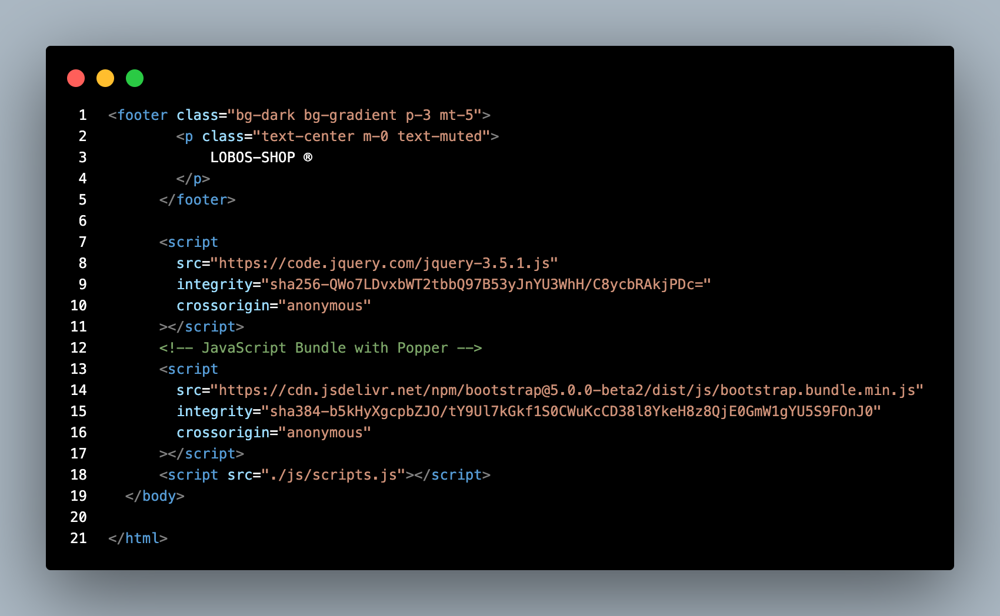 1 <footer class="bg-dark bg-gradient p-3 mt-5">
2 <p class="text-center m-0 text-muted">
3 LOBOS-SHOP ®
4 </p>
5 </footer>
6
7 <script
8 src="https://code.jquery.com/jquery-3.5.1.js"
9 integrity="sha256-QWo7LDvxbWT2tbbQ97B53yJnYU3WhH/C8ycbRAkjPDc="
10 crossorigin="anonymous"
11 ></script>
12 <!-- JavaScript Bundle with Popper -->
13 <script
14 src="https://cdn.jsdelivr.net/npm/bootstrap@5.0.0-beta2/dist/js/bootstrap.bundle.min.js"
15 integrity="sha384-b5kHyXgcpbZJO/tY9Ul7kGkf1S0CWuKcCD38l8YkeH8z8QjE0GmW1gYU5S9FOnJ0"
16 crossorigin="anonymous"
17 ></script>
18 <script src="./js/scripts.js"></script>
19 </body>
20
21 </html>